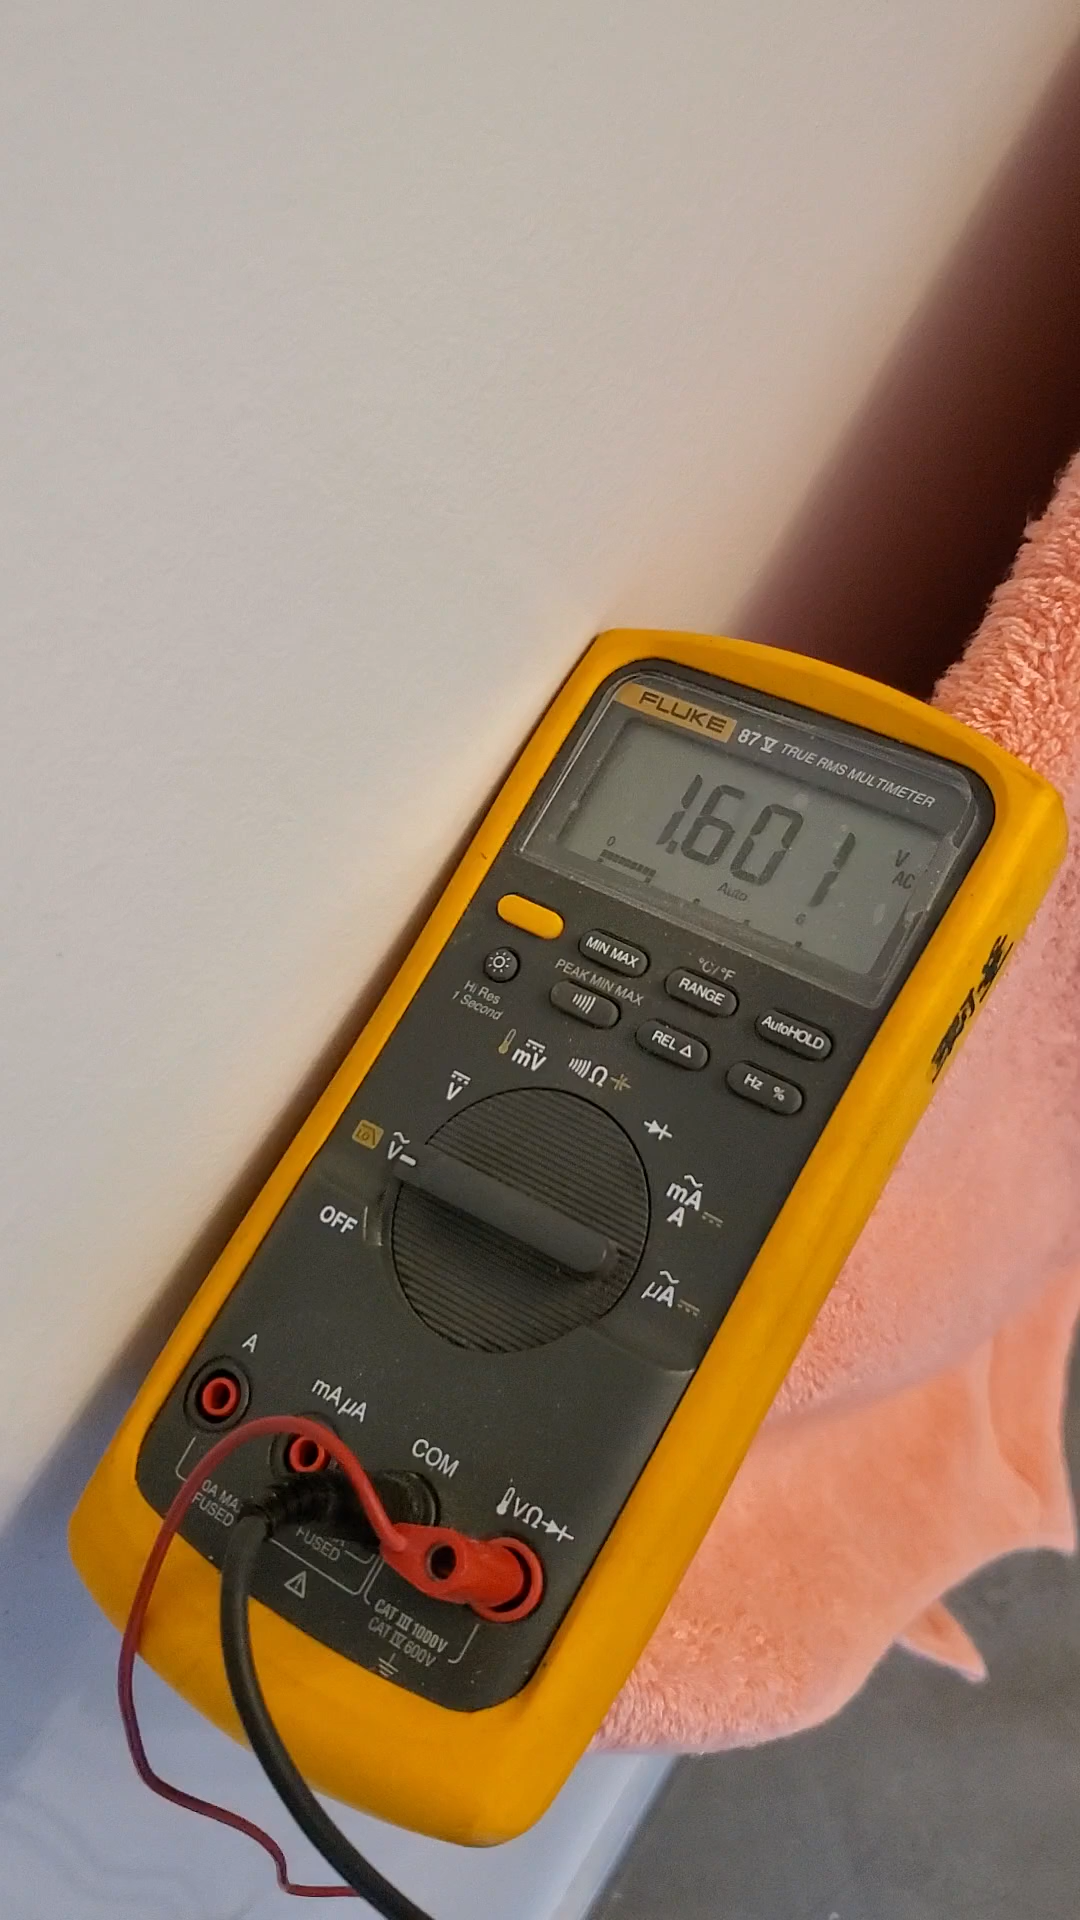 FLUKE 87 V TRUE RMS MULTIMETER
1.601 V AC
0 Auto 6
MIN MAX
°C/°F
PEAK MIN MAX
RANGE
AutoHOLD
Hi Res
1 Second
REL Δ
Hz %
mV
Ω
V
V
mA
A
OFF
μA
A
mA μA
COM
VΩ
FUSED
FUSED
CAT III 1000V
CAT IV 600V